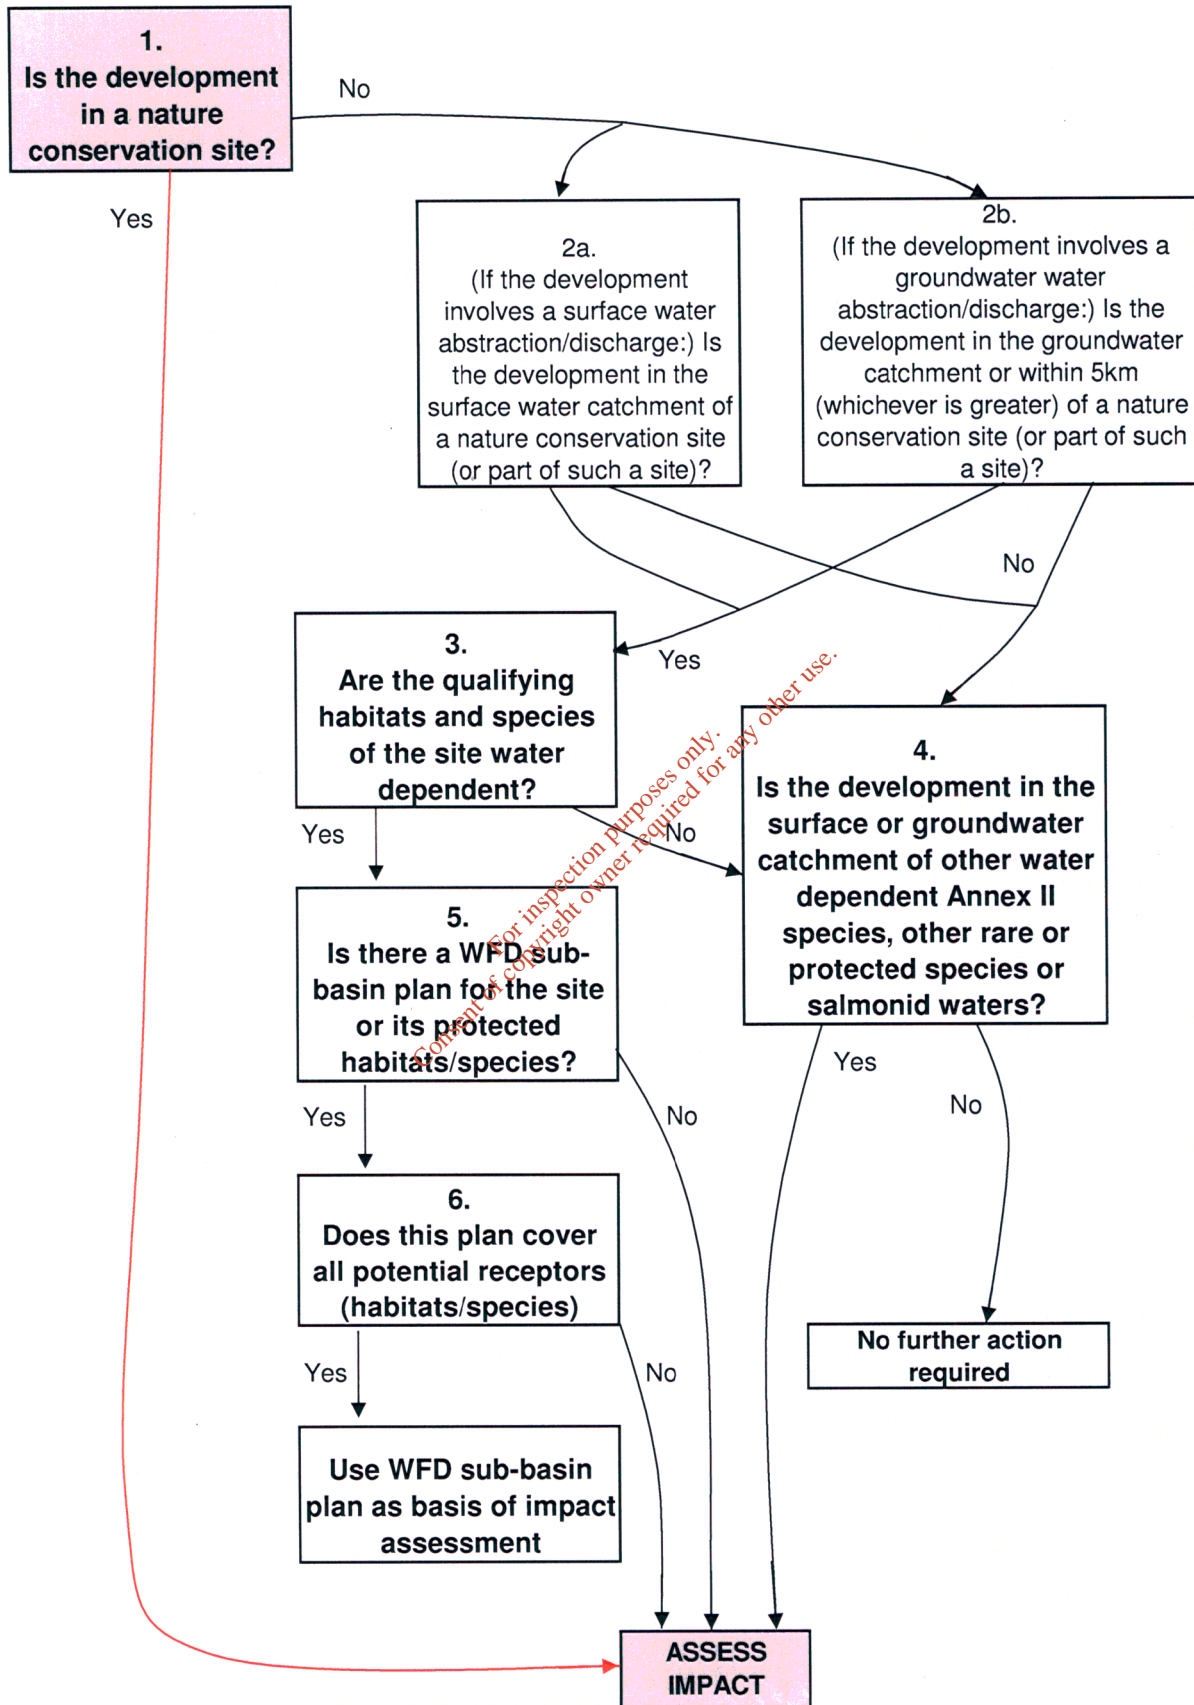 1.
Is the development
in a nature
conservation site?
No
Yes
2a.
(If the development
involves a surface water
abstraction/discharge:) Is
the development in the
surface water catchment of
a nature conservation site
(or part of such a site)?
2b.
(If the development involves a
groundwater water
abstraction/discharge:) Is the
development in the groundwater
catchment or within 5km
(whichever is greater) of a nature
conservation site (or part of such
a site)?
No
Yes
3.
Are the qualifying
habitats and species
of the site water
dependent?
Yes
No
4.
Is the development in the
surface or groundwater
catchment of other water
dependent Annex II
species, other rare or
protected species or
salmonid waters?
5.
Is there a WFD sub-
basin plan for the site
or its protected
habitats/species?
Yes
No
Yes
No
6.
Does this plan cover
all potential receptors
(habitats/species)
Yes
No
No further action
required
Use WFD sub-basin
plan as basis of impact
assessment
ASSESS
IMPACT
For inspection purposes only.
Consent of copyright owner required for any other use.